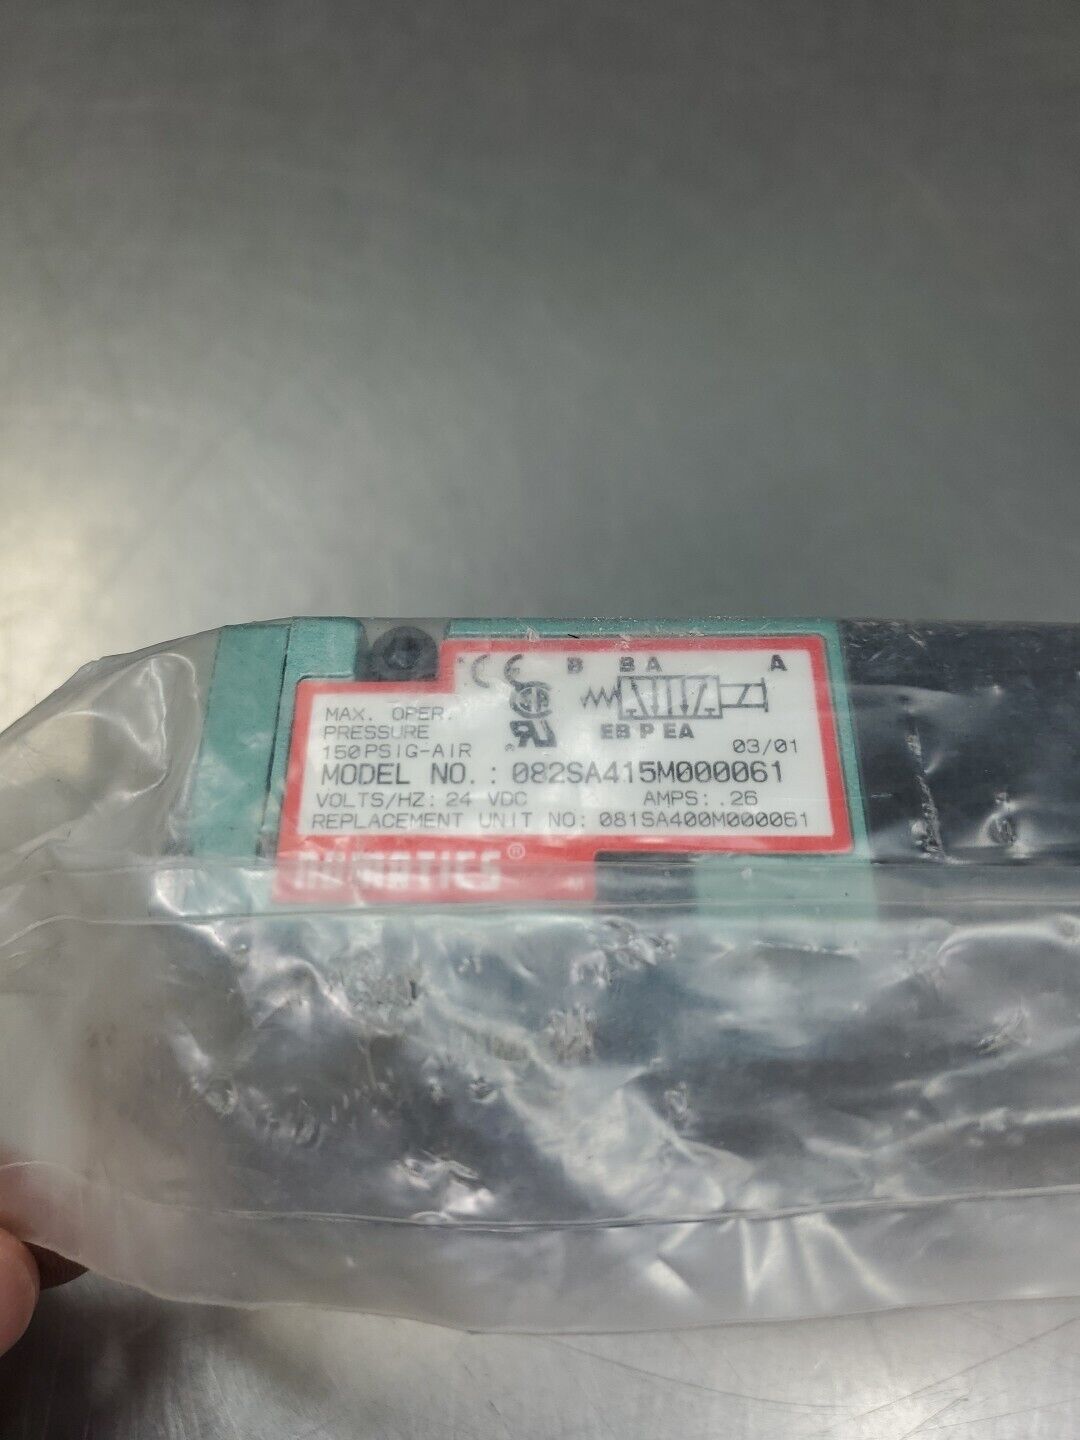 CE B BA A
EB P EA
MAX. OPER.
PRESSURE
150PSIG-AIR 03/01
MODEL NO.: 082SA415M000061
VOLTS/HZ: 24 VDC AMPS: .26
REPLACEMENT UNIT NO: 081SA400M000061
NUMATICS®